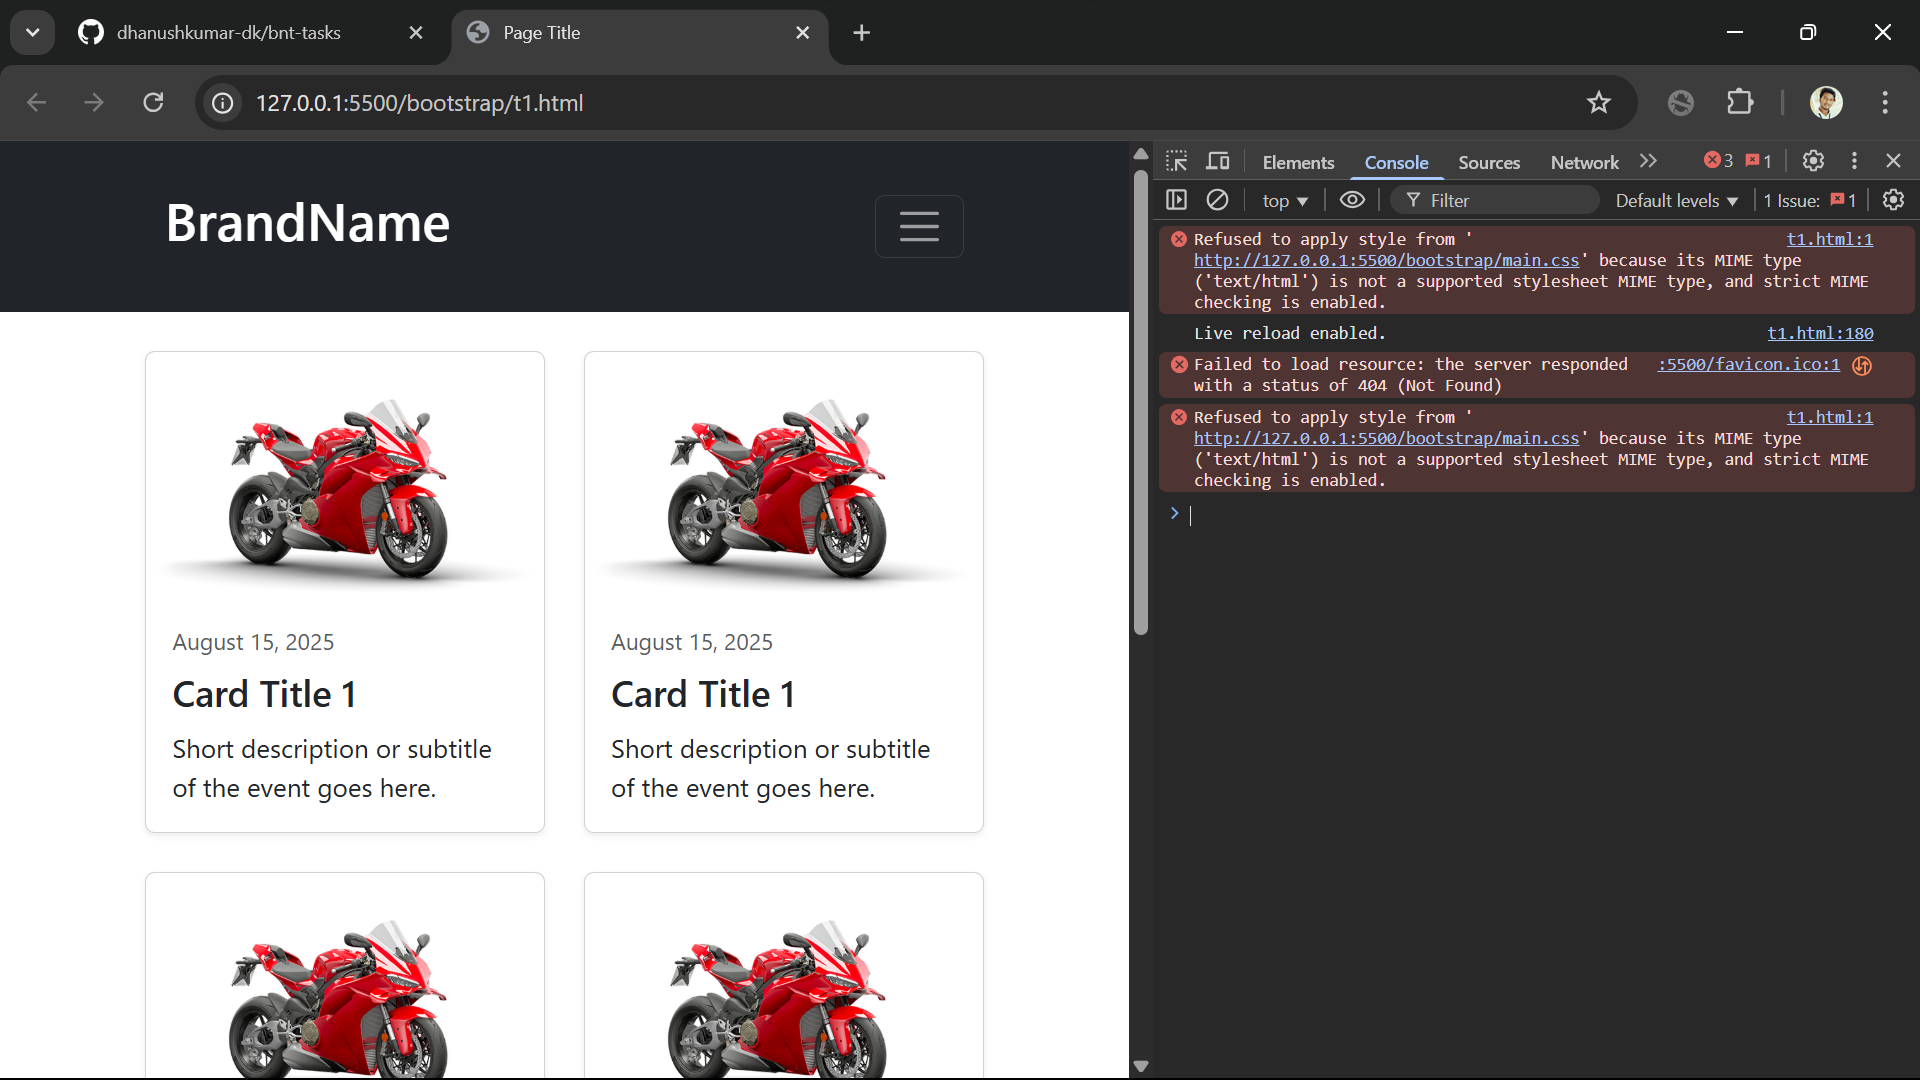 dhanushkumar-dk/bnt-tasks
Page Title
127.0.0.1:5500/bootstrap/t1.html
BrandName
August 15, 2025
Card Title 1
Short description or subtitle
of the event goes here.
August 15, 2025
Card Title 1
Short description or subtitle
of the event goes here.
Elements Console Sources Network 3 1
top Filter Default levels 1 Issue: 1
Refused to apply style from ' t1.html:1
http://127.0.0.1:5500/bootstrap/main.css' because its MIME type
('text/html') is not a supported stylesheet MIME type, and strict MIME
checking is enabled.
Live reload enabled. t1.html:180
Failed to load resource: the server responded :5500/favicon.ico:1
with a status of 404 (Not Found)
Refused to apply style from ' t1.html:1
http://127.0.0.1:5500/bootstrap/main.css' because its MIME type
('text/html') is not a supported stylesheet MIME type, and strict MIME
checking is enabled.